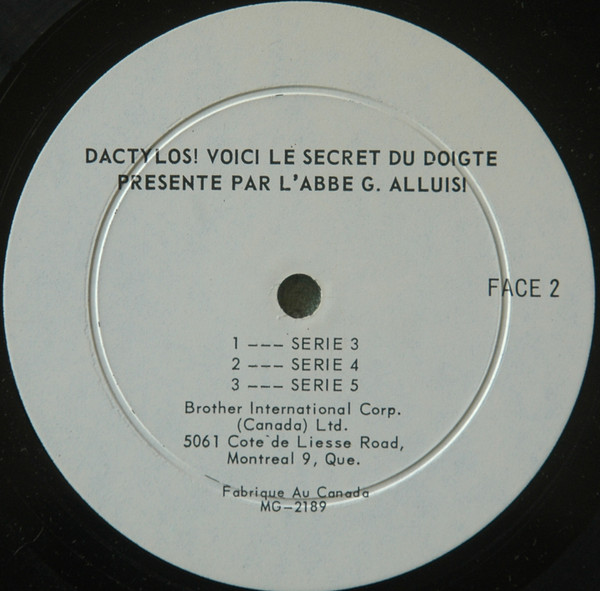 DACTYLOS! VOICI LE SECRET DU DOIGTE
PRESENTE PAR L'ABBE G. ALLUISI
FACE 2
1 --- SERIE 3
2 --- SERIE 4
3 --- SERIE 5
Brother International Corp.
(Canada) Ltd.
5061 Cote de Liesse Road,
Montreal 9, Que.
Fabrique Au Canada
MG-2189